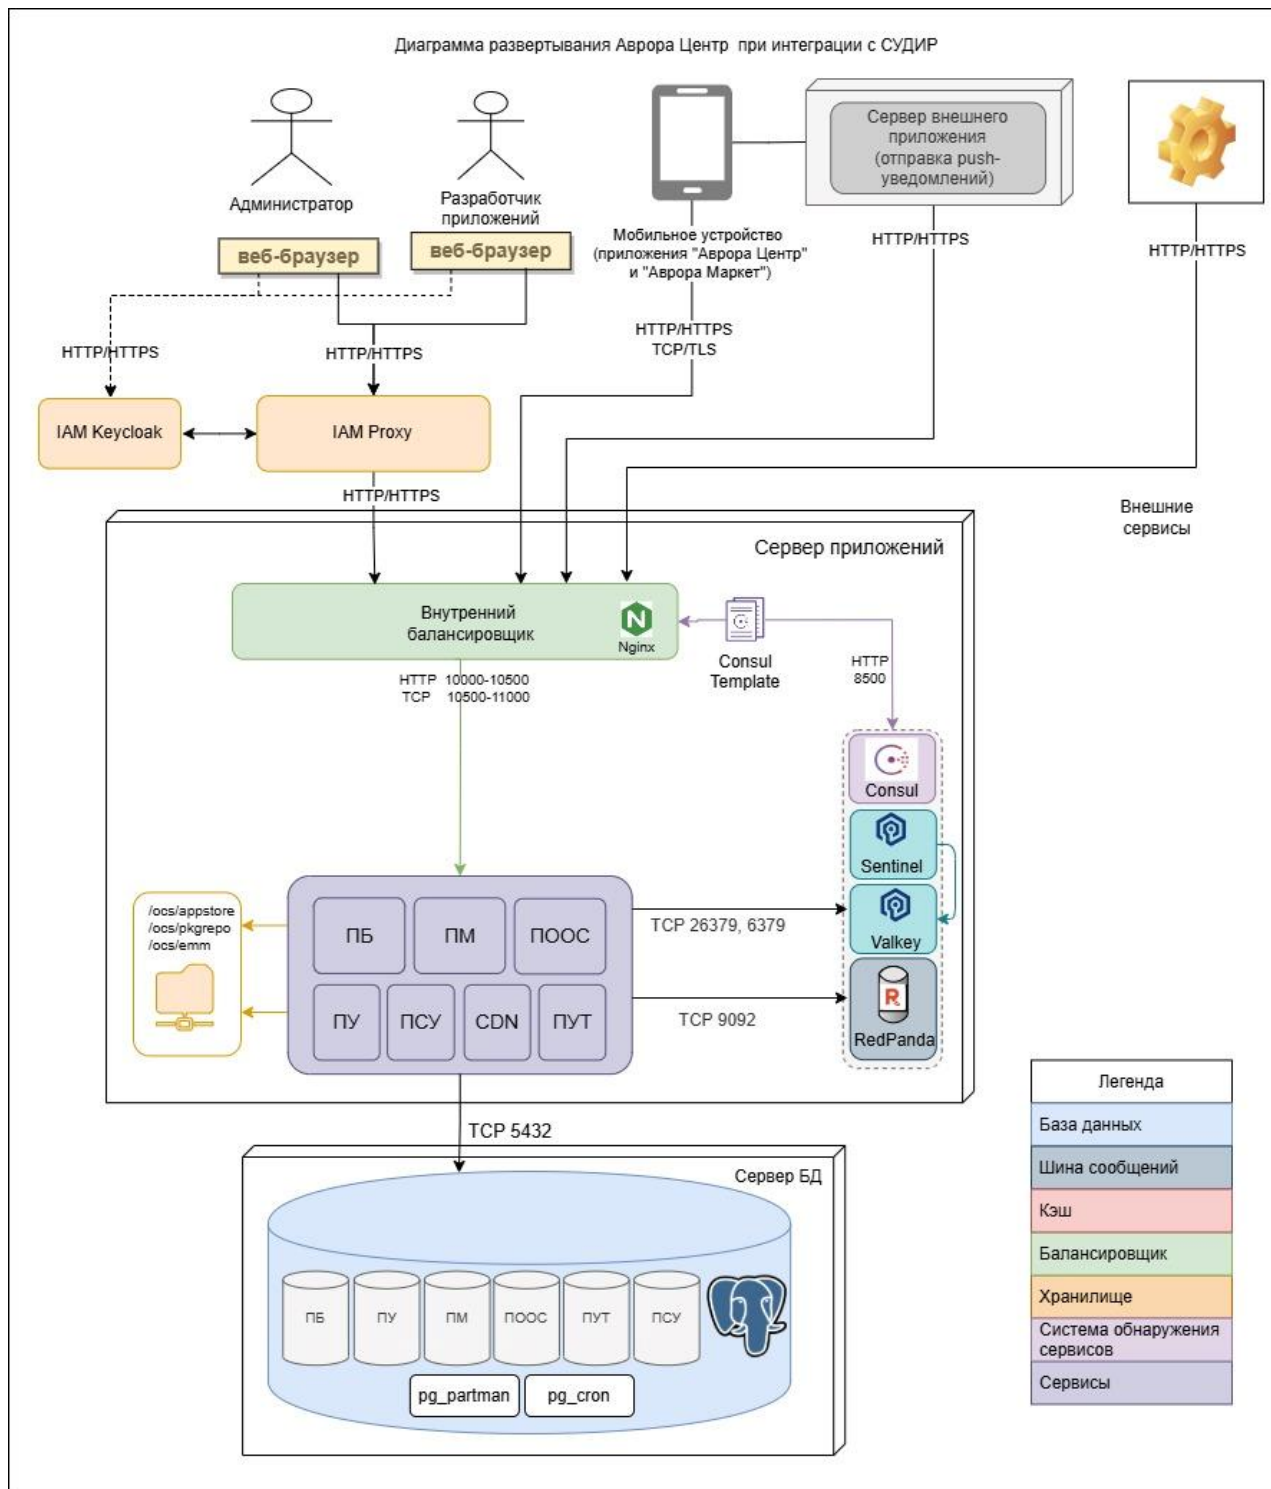 Диаграмма развертывания Аврора Центр при интеграции с СУДИР
Администратор
Разработчик
приложений
веб-браузер
веб-браузер
Мобильное устройство
(приложения "Аврора Центр"
и "Аврора Маркет")
Сервер внешнего
приложения
(отправка push-
уведомлений)
HTTP/HTTPS
HTTP/HTTPS
HTTP/HTTPS
TCP/TLS
HTTP/HTTPS
HTTP/HTTPS
IAM Keycloak
IAM Proxy
HTTP/HTTPS
Внешние
сервисы
Сервер приложений
Внутренний
балансировщик
Nginx
Consul
Template
HTTP
8500
HTTP 10000-10500
TCP 10500-11000
Consul
Sentinel
Valkey
RedPanda
/ocs/appstore
/ocs/pkgrepo
/ocs/emm
ПБ
ПМ
ПООС
ПУ
ПСУ
CDN
ПУТ
TCP 26379, 6379
TCP 9092
TCP 5432
Сервер БД
ПБ
ПУ
ПМ
ПООС
ПУТ
ПСУ
pg_partman
pg_cron
Легенда
База данных
Шина сообщений
Кэш
Балансировщик
Хранилище
Система обнаружения
сервисов
Сервисы